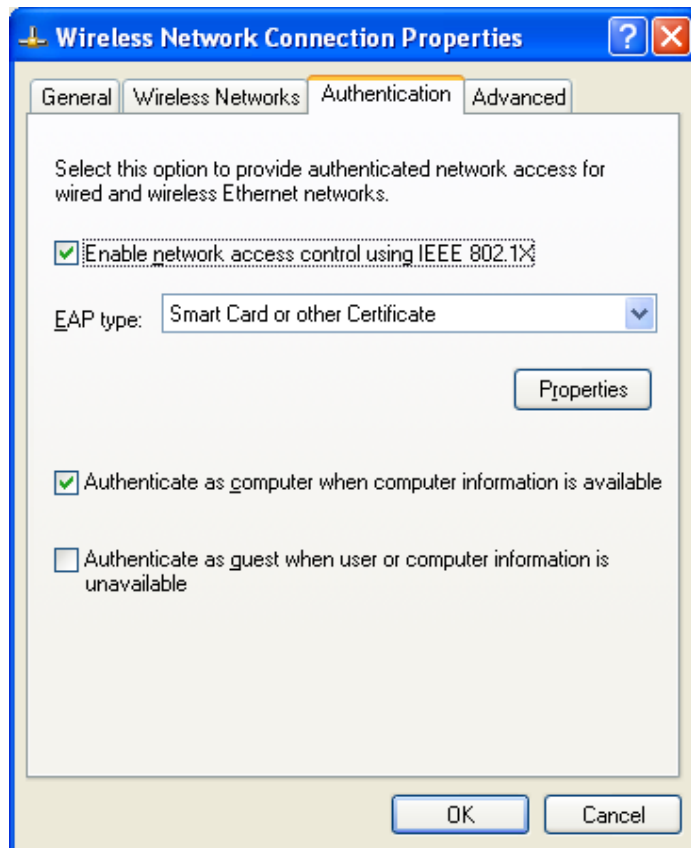 Wireless Network Connection Properties
?
General Wireless Networks Authentication Advanced
Select this option to provide authenticated network access for
wired and wireless Ethernet networks.
Enable network access control using IEEE 802.1X
EAP type: Smart Card or other Certificate
Properties
Authenticate as computer when computer information is available
Authenticate as guest when user or computer information is
unavailable
OK Cancel